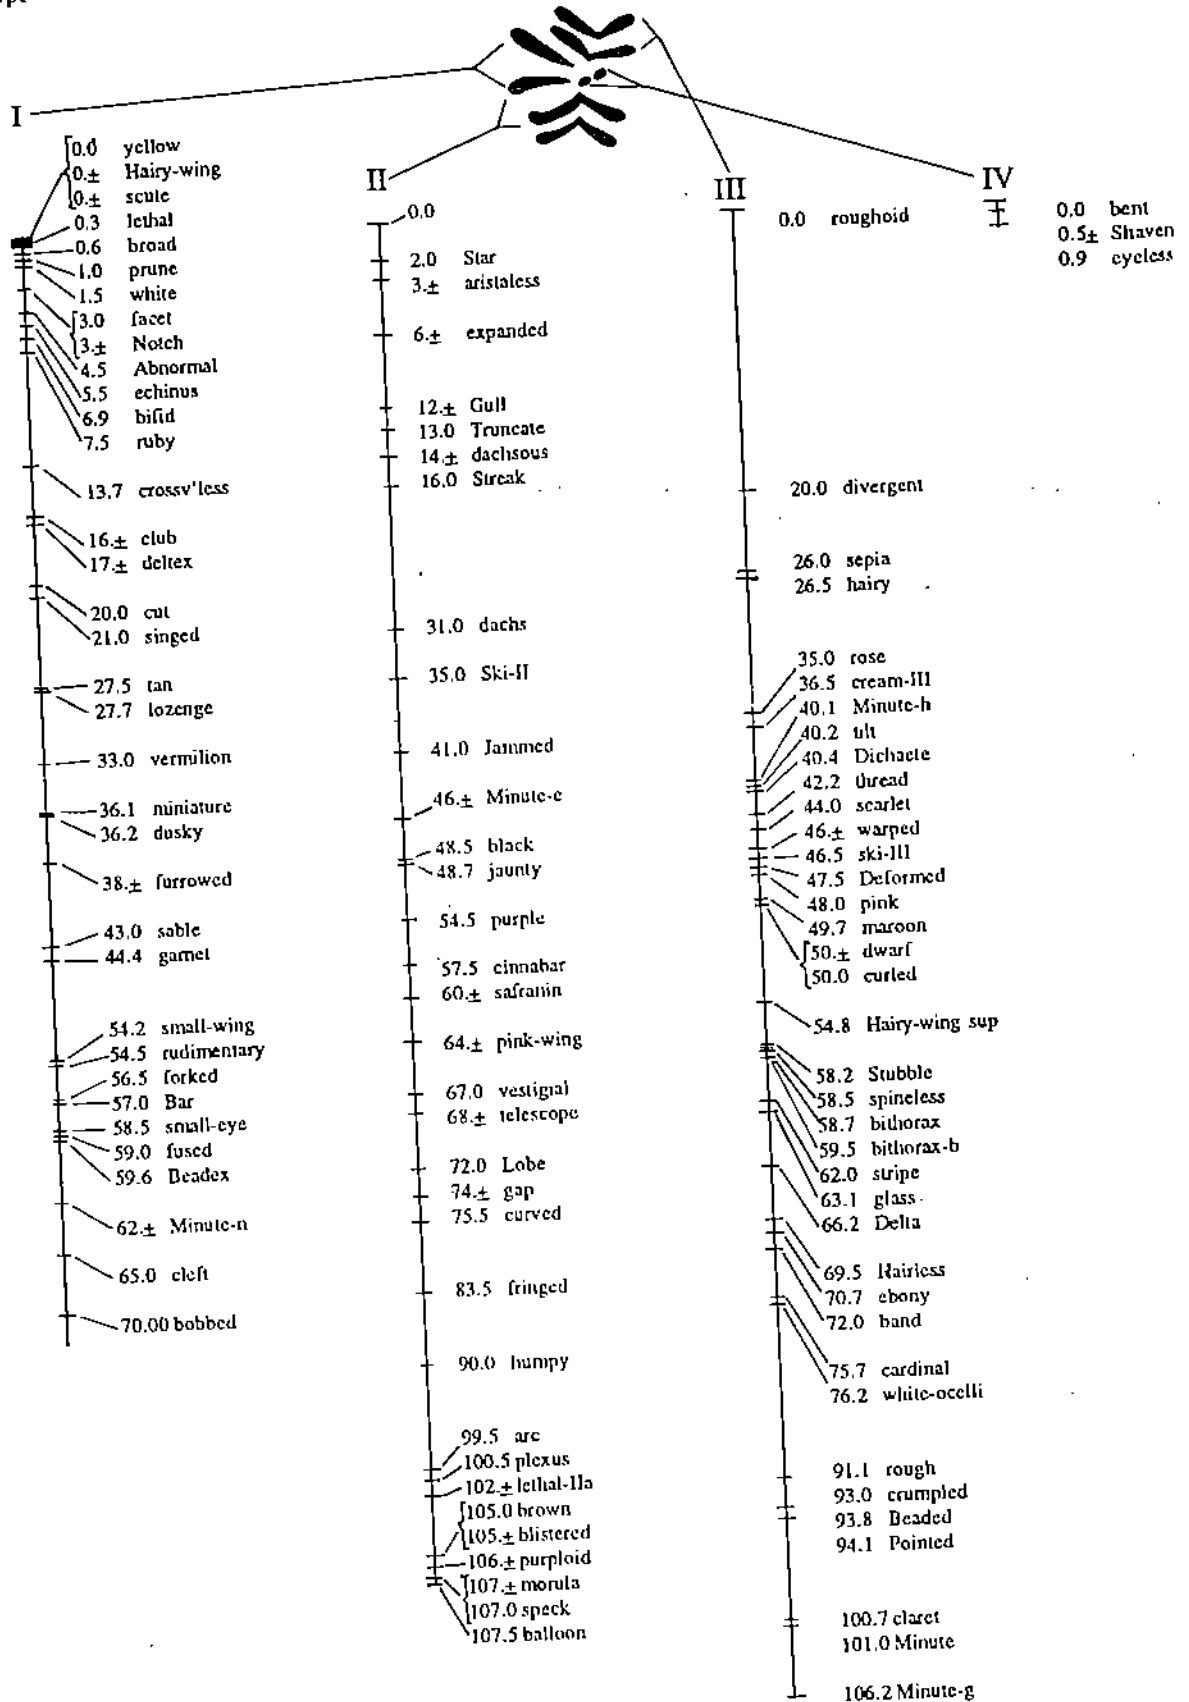 I
0.0 yellow
0.± Hairy-wing
0.± scute
0.3 lethal
0.6 broad
1.0 prune
1.5 white
3.0 facet
3.± Notch
4.5 Abnormal
5.5 echinus
6.9 bifid
7.5 ruby
13.7 crossv'less
16.± club
17.± deltex
20.0 cut
21.0 singed
27.5 tan
27.7 lozenge
33.0 vermilion
36.1 miniature
36.2 dusky
38.± furrowed
43.0 sable
44.4 garnet
54.2 small-wing
54.5 rudimentary
56.5 forked
57.0 Bar
58.5 small-eye
59.0 fused
59.6 Beadex
62.± Minute-n
65.0 cleft
70.00 bobbed
II
0.0
2.0 Star
3.± aristaless
6.± expanded
12.± Gull
13.0 Truncate
14.± dachsous
16.0 Streak
31.0 dachs
35.0 Ski-II
41.0 Jammed
46.± Minute-e
48.5 black
48.7 jaunty
54.5 purple
57.5 cinnabar
60.± safranin
64.± pink-wing
67.0 vestigial
68.± telescope
72.0 Lobe
74.± gap
75.5 curved
83.5 fringed
90.0 humpy
99.5 arc
100.5 plexus
102.± lethal-IIa
105.0 brown
105.± blistered
106.± purploid
107.± morula
107.0 speck
107.5 balloon
III
0.0 roughoid
20.0 divergent
26.0 sepia
26.5 hairy
35.0 rose
36.5 cream-III
40.1 Minute-h
40.2 tilt
40.4 Dichaete
42.2 thread
44.0 scarlet
46.± warped
46.5 ski-III
47.5 Deformed
48.0 pink
49.7 maroon
50.± dwarf
50.0 curled
54.8 Hairy-wing sup
58.2 Stubble
58.5 spineless
58.7 bithorax
59.5 bithorax-b
62.0 stripe
63.1 glass
66.2 Delta
69.5 Hairless
70.7 ebony
72.0 band
75.7 cardinal
76.2 white-ocelli
91.1 rough
93.0 crumpled
93.8 Beaded
94.1 Pointed
100.7 claret
101.0 Minute
106.2 Minute-g
IV
0.0 bent
0.5± Shaven
0.9 eyeless